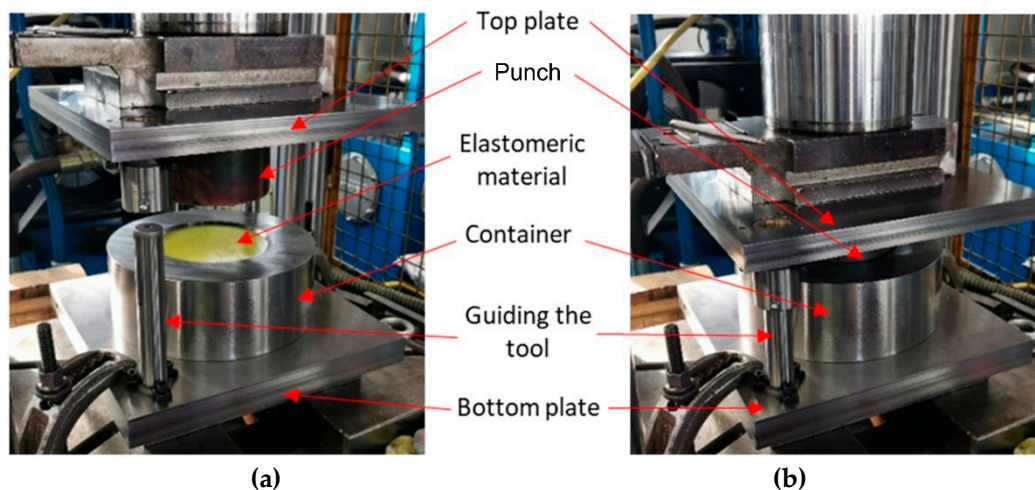 Top plate
Punch
Elastomeric
material
Container
Guiding the
tool
Bottom plate
(a)
(b)